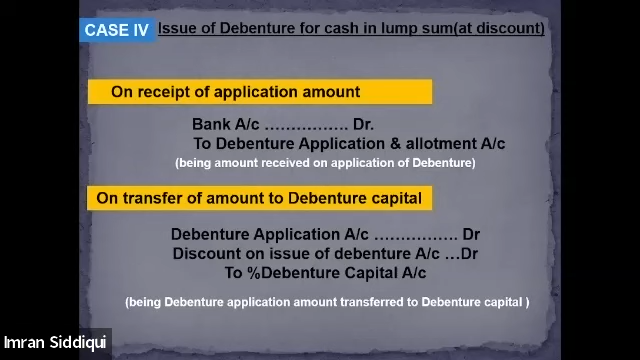 CASE IV
Issue of Debenture for cash in lump sum(at discount)
On receipt of application amount
Bank A/c ................ Dr.
To Debenture Application & allotment A/c
(being amount received on application of Debenture)
On transfer of amount to Debenture capital
Debenture Application A/c ................ Dr
Discount on issue of debenture A/c ...Dr
To %Debenture Capital A/c
(being Debenture application amount transferred to Debenture capital )
Imran Siddiqui